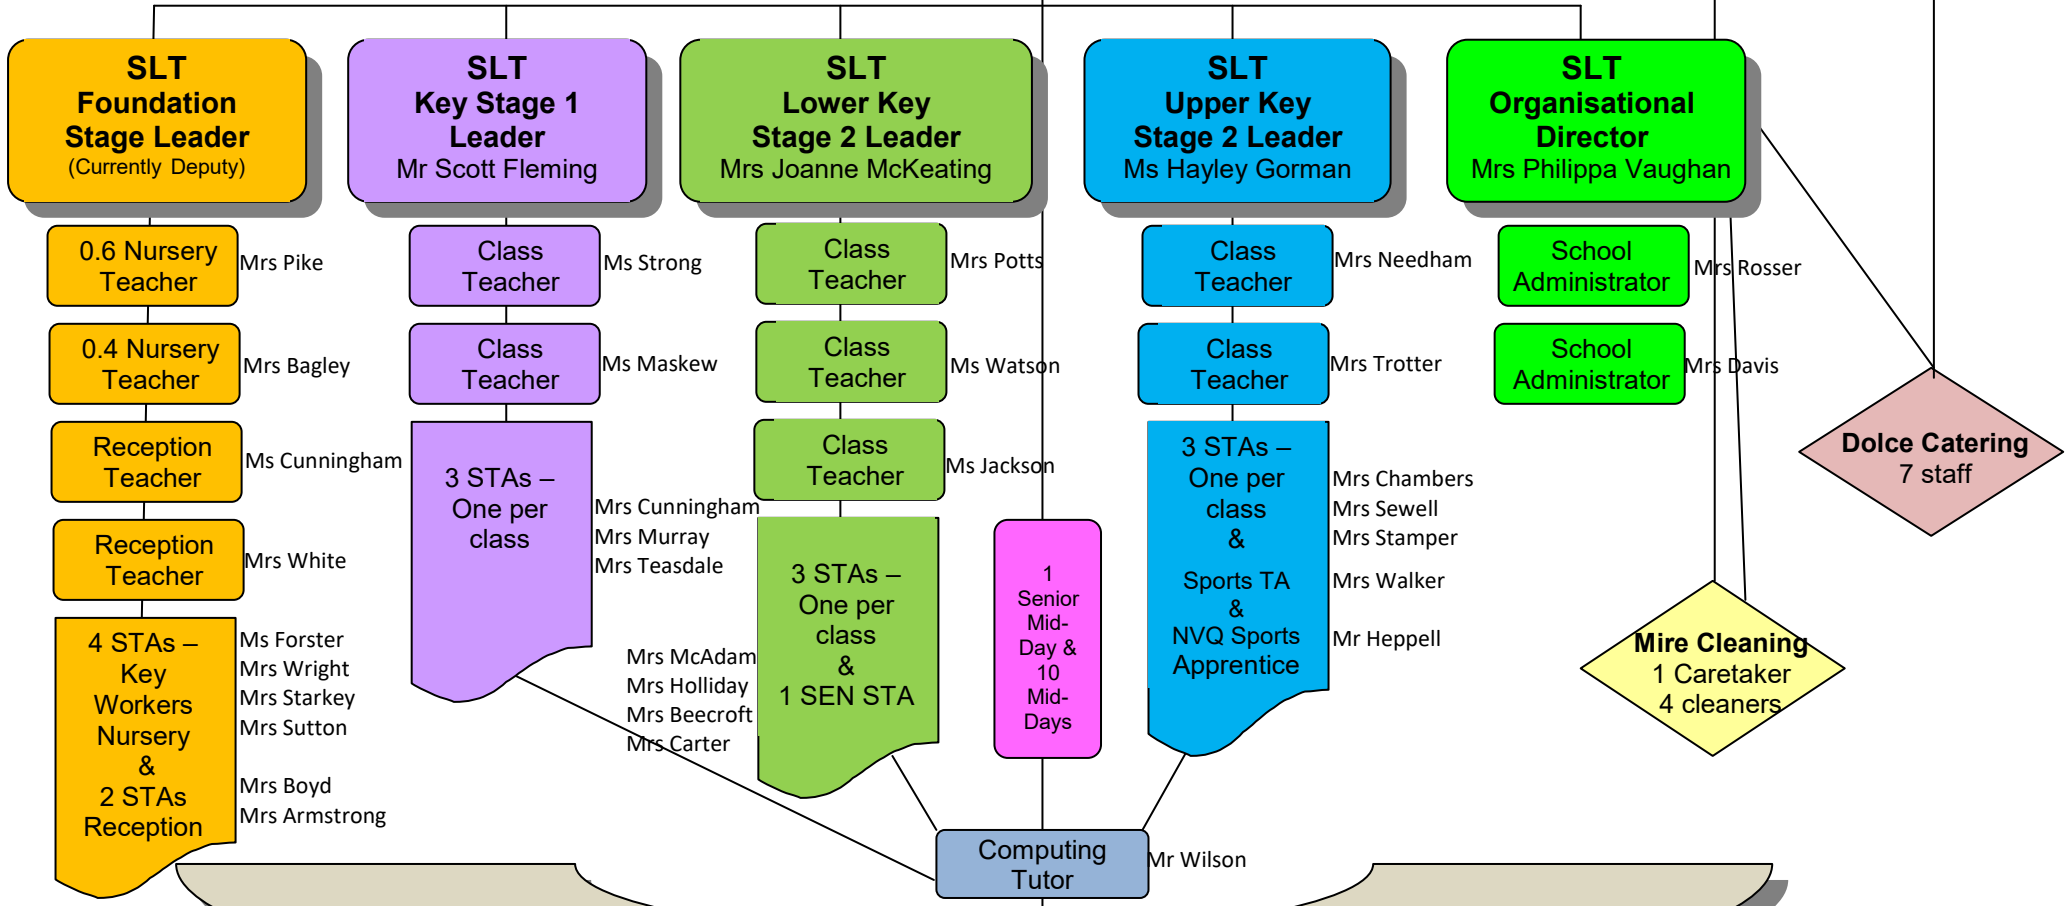 SLT
Foundation
Stage Leader
(Currently Deputy)
0.6 Nursery
Teacher
Mrs Pike
0.4 Nursery
Teacher
Mrs Bagley
Reception
Teacher
Ms Cunningham
Reception
Teacher
Mrs White
4 STAs –
Key
Workers
Nursery
&
2 STAs
Reception
Ms Forster
Mrs Wright
Mrs Starkey
Mrs Sutton
Mrs Boyd
Mrs Armstrong
SLT
Key Stage 1
Leader
Mr Scott Fleming
Class
Teacher
Ms Strong
Class
Teacher
Ms Maskew
3 STAs –
One per
class
Mrs Cunningham
Mrs Murray
Mrs Teasdale
SLT
Lower Key
Stage 2 Leader
Mrs Joanne McKeating
Class
Teacher
Mrs Potts
Class
Teacher
Ms Watson
Class
Teacher
Ms Jackson
3 STAs –
One per
class
&
1 SEN STA
Mrs McAdam
Mrs Holliday
Mrs Beecroft
Mrs Carter
1
Senior
Mid-
Day &
10
Mid-
Days
SLT
Upper Key
Stage 2 Leader
Ms Hayley Gorman
Class
Teacher
Mrs Needham
Class
Teacher
Mrs Trotter
3 STAs –
One per
class
&
Sports TA
&
NVQ Sports
Apprentice
Mrs Chambers
Mrs Sewell
Mrs Stamper
Mrs Walker
Mr Heppell
SLT
Organisational
Director
Mrs Philippa Vaughan
School
Administrator
Mrs Rosser
School
Administrator
Mrs Davis
Dolce Catering
7 staff
Mire Cleaning
1 Caretaker
4 cleaners
Computing
Tutor
Mr Wilson